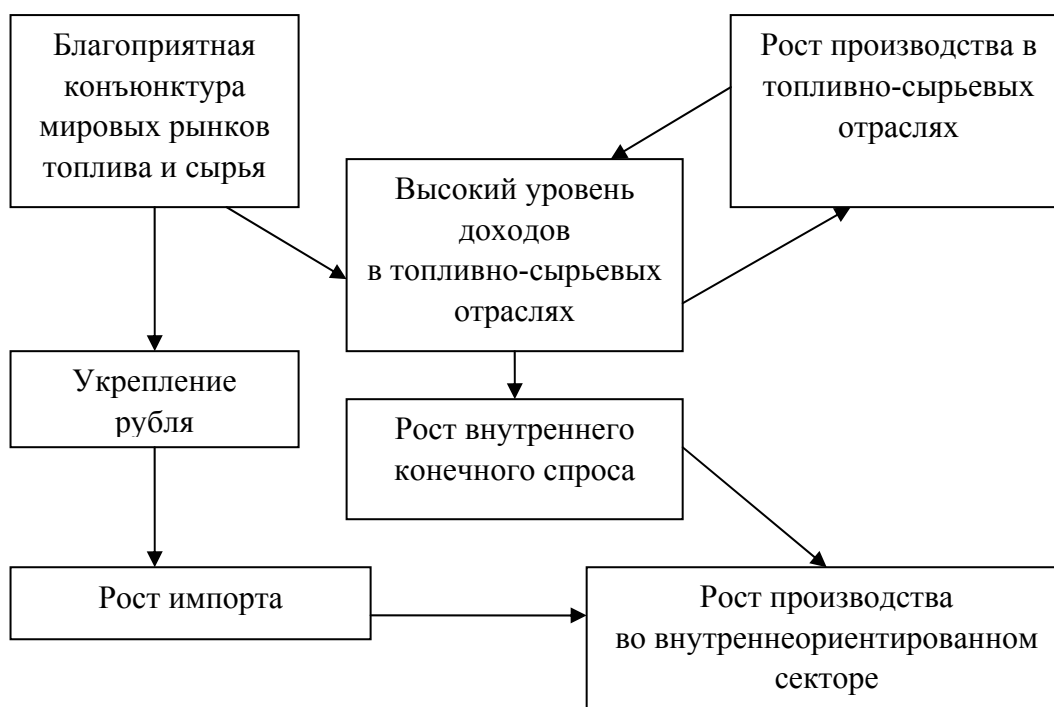 Благоприятная
конъюнктура
мировых рынков
топлива и сырья
Рост производства в
топливно-сырьевых
отраслях
Высокий уровень
доходов
в топливно-сырьевых
отраслях
Укрепление
рубля
Рост внутреннего
конечного спроса
Рост импорта
Рост производства
во внутреннеориентированном
секторе